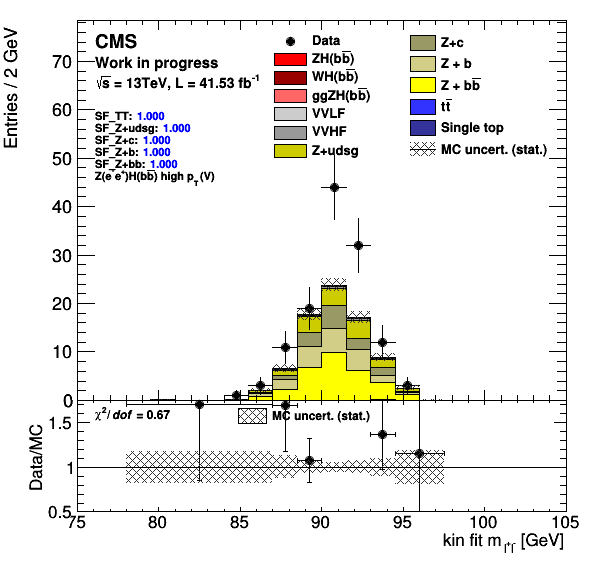 Entries / 2 GeV
CMS
Work in progress
√s = 13TeV, L = 41.53 fb⁻¹
SF_TT: 1.000
SF_Z+udsg: 1.000
SF_Z+c: 1.000
SF_Z+b: 1.000
SF_Z+bb: 1.000
Z(e⁺e⁻)H(bb̅) high p_T(V)
Data
ZH(bb̅)
WH(bb̅)
ggZH(bb̅)
VVLF
VVHF
Z+udsg
Z+c
Z + b
Z + bb̅
tt̅
Single top
MC uncert. (stat.)
70
60
50
40
30
20
10
0
Data/MC
χ²/dof = 0.67
MC uncert. (stat.)
1.5
1
0.5
75 80 85 90 95 100 105
kin fit m_l⁺l⁻ [GeV]